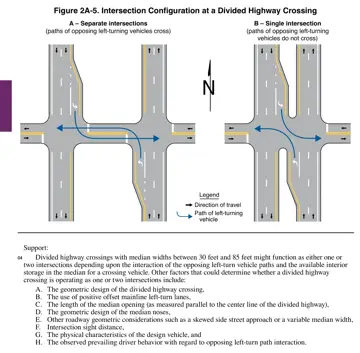 Figure 2A-5. Intersection Configuration at a Divided Highway Crossing
A – Separate intersections
(paths of opposing left-turning vehicles cross)
B – Single intersection
(paths of opposing left-turning
vehicles do not cross)
N
Legend
Direction of travel
Path of left-turning
vehicle
Support:
04 Divided highway crossings with median widths between 30 feet and 85 feet might function as either one or
two intersections depending upon the interaction of the opposing left-turn vehicle paths and the available interior
storage in the median for a crossing vehicle. Other factors that could determine whether a divided highway
crossing is operating as one or two intersections include:
A. The geometric design of the divided highway crossing,
B. The use of positive offset mainline left-turn lanes,
C. The length of the median opening (as measured parallel to the center line of the divided highway),
D. The geometric design of the median noses,
E. Other roadway geometric considerations such as a skewed side street approach or a variable median width,
F. Intersection sight distance,
G. The physical characteristics of the design vehicle, and
H. The observed prevailing driver behavior with regard to opposing left-turn path interaction.